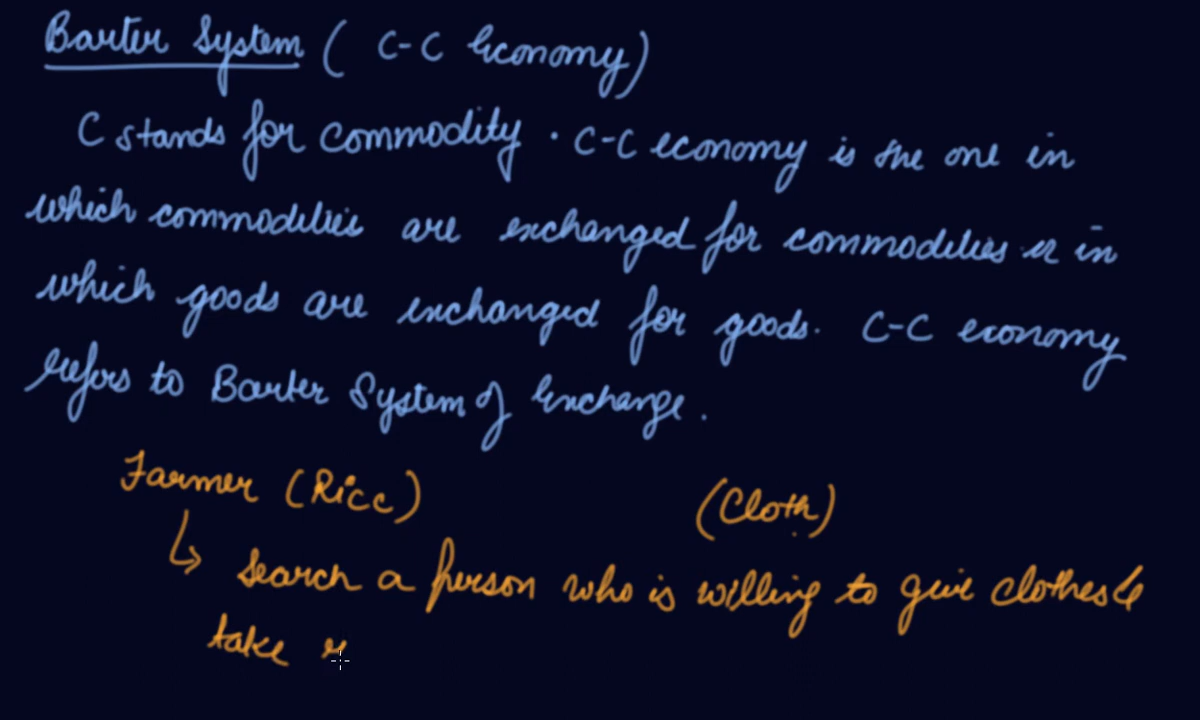 Barter System ( C-C Economy)
C stands for commodity. C-C economy is the one in
which commodities are exchanged for commodities or in
which goods are exchanged for goods. C-C economy
refers to Barter System of Exchange.
Farmer (Rice) (Cloth)
↳ Search a person who is willing to give clothes &
take